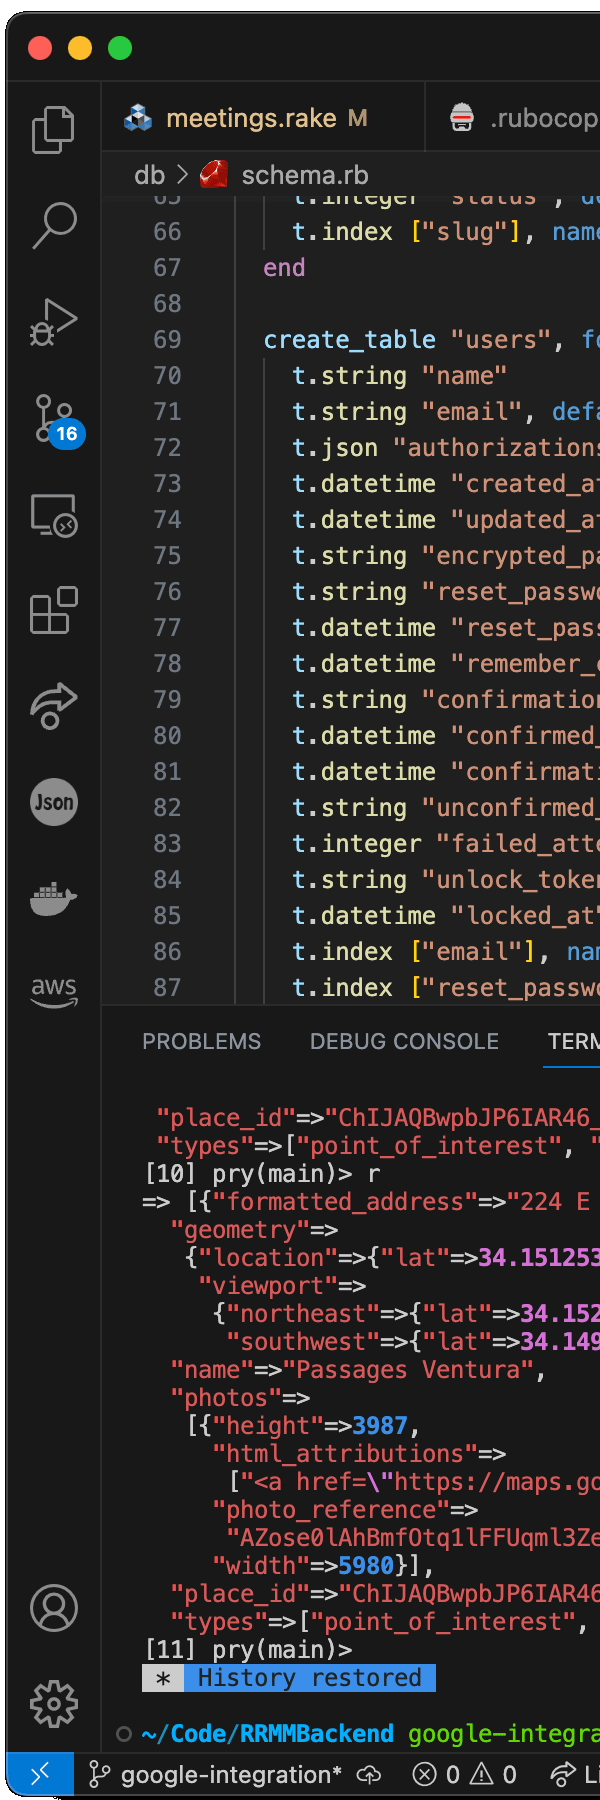 meetings.rake M .rubocop
db > schema.rb
65 t.integer "status", de
66 t.index ["slug"], name
67 end
68
69 create_table "users", fo
70 t.string "name"
71 t.string "email", defa
72 t.json "authorizations
73 t.datetime "created_at
74 t.datetime "updated_at
75 t.string "encrypted_pa
76 t.string "reset_passwo
77 t.datetime "reset_pass
78 t.datetime "remember_c
79 t.string "confirmation
80 t.datetime "confirmed_
81 t.datetime "confirmati
82 t.string "unconfirmed_
83 t.integer "failed_atte
84 t.string "unlock_token
85 t.datetime "locked_at"
86 t.index ["email"], nam
87 t.index ["reset_passwo
16
Json
aws
PROBLEMS DEBUG CONSOLE TERM
"place_id"=>"ChIJAQBwpbJP6IAR46_
"types"=>["point_of_interest", "
[10] pry(main)> r
=> [{"formatted_address"=>"224 E
"geometry"=>
{"location"=>{"lat"=>34.151253
"viewport"=>
{"northeast"=>{"lat"=>34.152
"southwest"=>{"lat"=>34.149
"name"=>"Passages Ventura",
"photos"=>
[{"height"=>3987,
"html_attributions"=>
["<a href=\"https://maps.go
"photo_reference"=>
"AZose0lAhBmfOtq1lFFUqml3Ze
"width"=>5980}],
"place_id"=>"ChIJAQBwpbJP6IAR46
"types"=>["point_of_interest",
[11] pry(main)>
* History restored
~/Code/RRMMBackend google-integra
google-integration* 0 0 Li